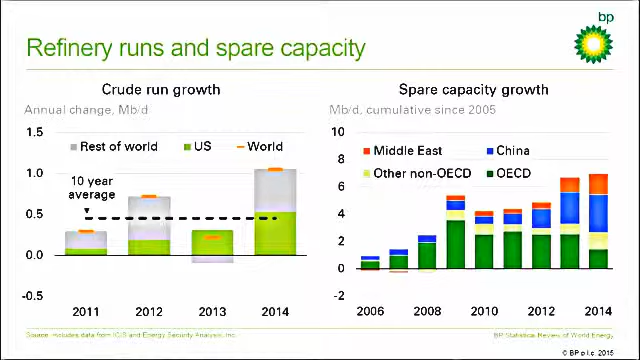 bp
Refinery runs and spare capacity
Crude run growth
Annual change, Mb/d
1.5
1.0
0.5
0.0
-0.5
Rest of world
US
World
10 year
average
2011
2012
2013
2014
Spare capacity growth
Mb/d, cumulative since 2005
10
8
6
4
2
0
-2
Middle East
China
Other non-OECD
OECD
2006
2008
2010
2012
2014
Source: Includes data from ICIS and Energy Security Analysis, Inc.
BP Statistical Review of World Energy
© BP p.l.c. 2015